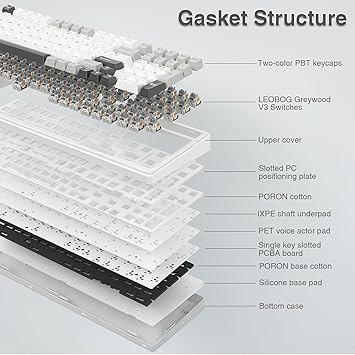 Gasket Structure
Two-color PBT keycaps
LEOBOG Greywood
V3 Switches
Upper cover
Slotted PC
positioning plate
PORON cotton
IXPE shaft underpad
PET voice actor pad
Single key slotted
PCBA board
PORON base cotton
Silicone base pad
Bottom case